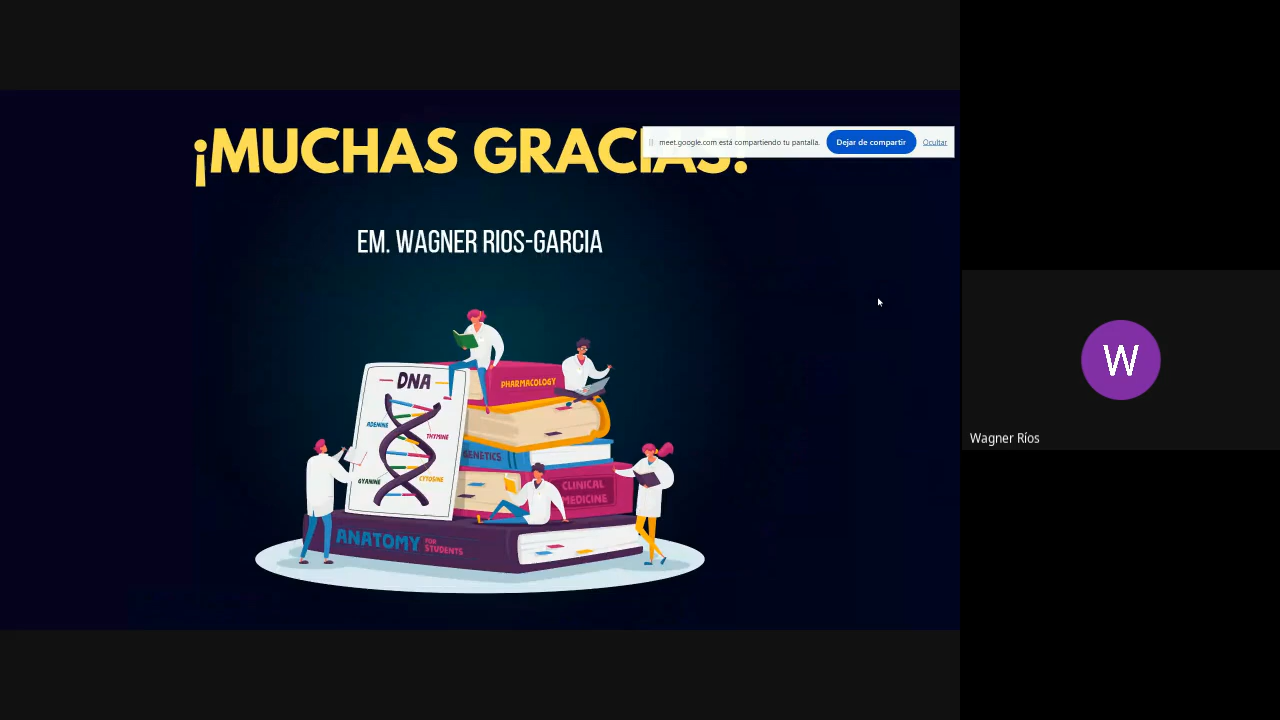 ¡MUCHAS GRACIAS!
meet.google.com está compartiendo tu pantalla.
Dejar de compartir
Ocultar
EM. WAGNER RIOS-GARCIA
DNA
ADENINE
THYMINE
GYANINE
CYTOSINE
PHARMACOLOGY
GENETICS
CLINICAL
MEDICINE
ANATOMY FOR STUDENTS
W
Wagner Ríos